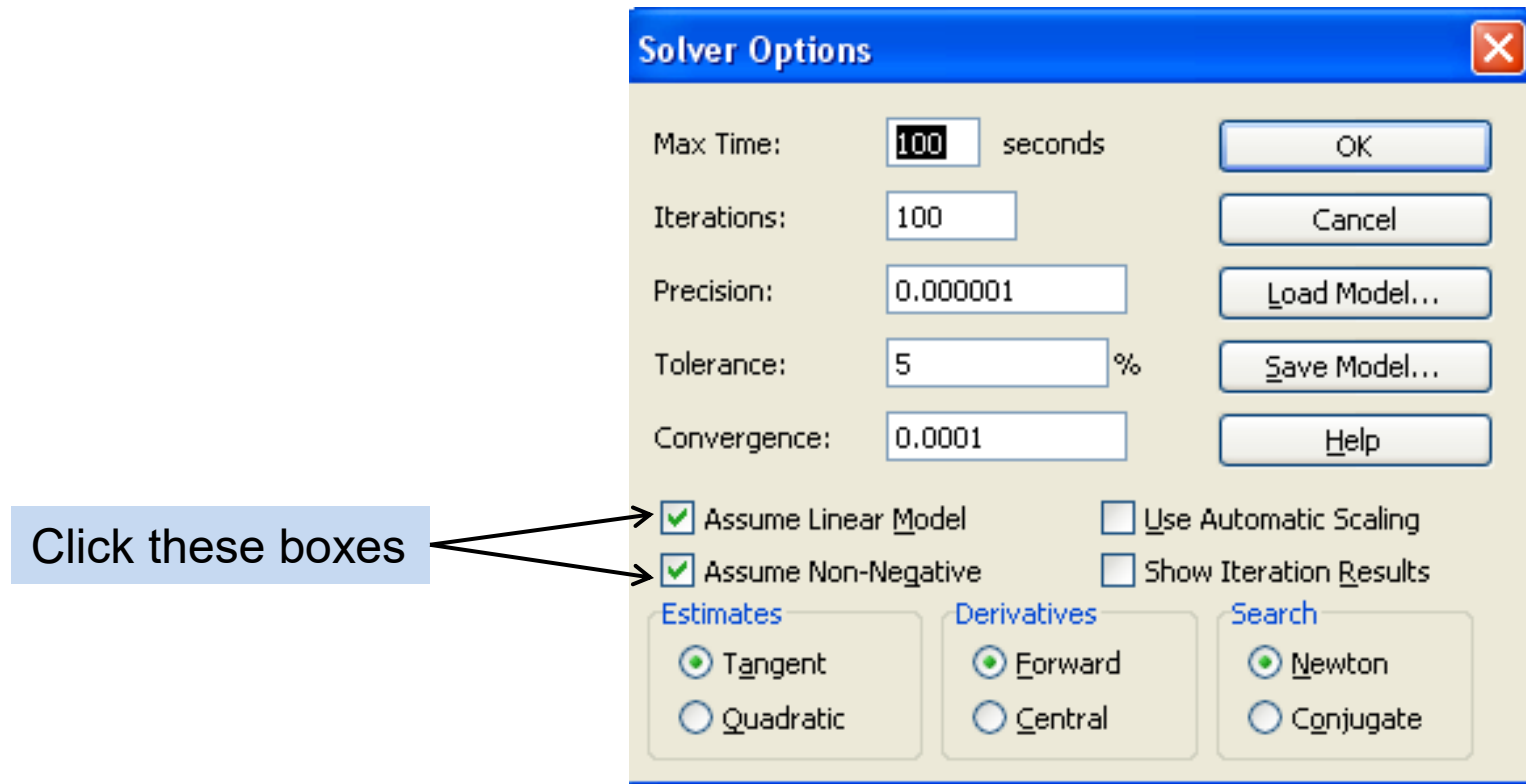 Solver Options
Max Time: 100 seconds OK
Iterations: 100 Cancel
Precision: 0.000001 Load Model...
Tolerance: 5 % Save Model...
Convergence: 0.0001 Help
Click these boxes
Assume Linear Model Use Automatic Scaling
Assume Non-Negative Show Iteration Results
Estimates Derivatives Search
Tangent Forward Newton
Quadratic Central Conjugate